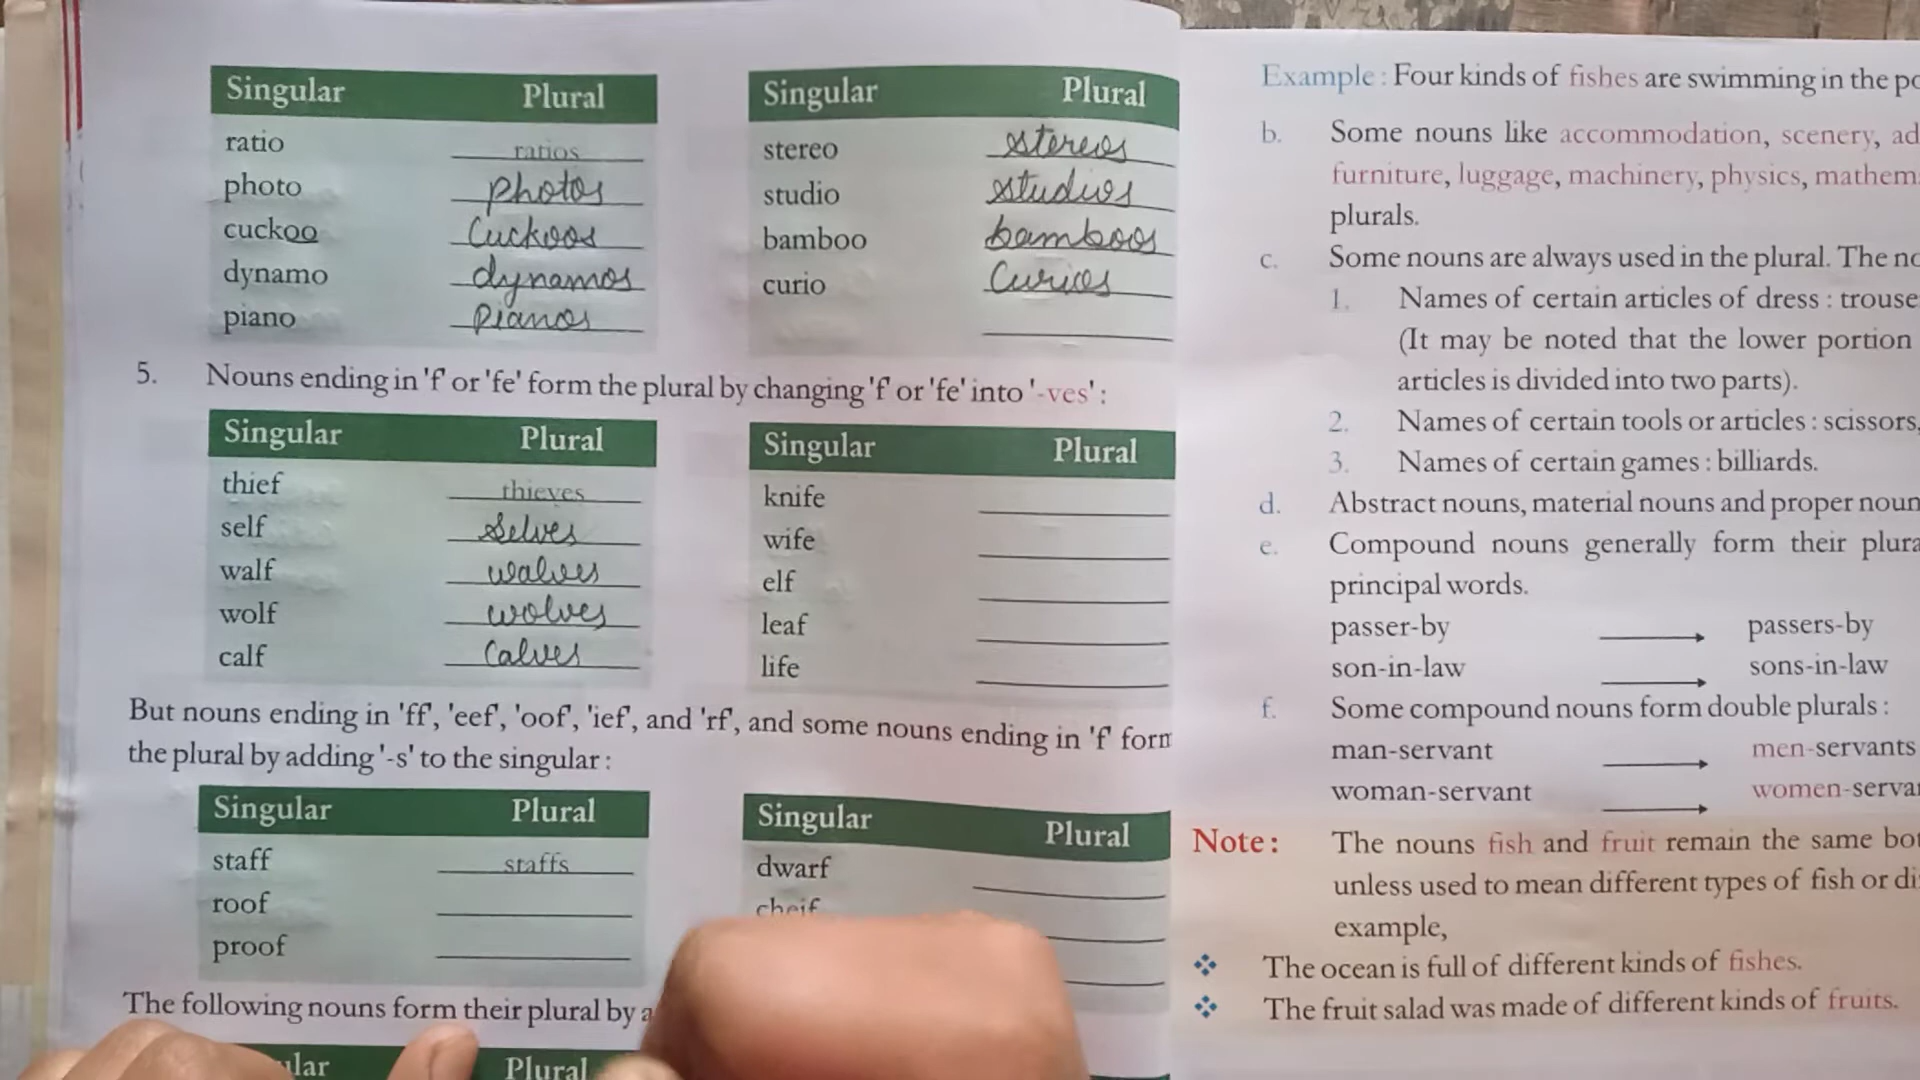 Singular Plural
ratio ratios
photo photos
cuckoo Cuckoos
dynamo dynamos
piano Pianos
Singular Plural
stereo stereos
studio studios
bamboo bamboos
curio Curios
5. Nouns ending in 'f' or 'fe' form the plural by changing 'f' or 'fe' into '-ves' :
Singular Plural
thief thieves
self Selves
walf walves
wolf wolves
calf Calves
Singular Plural
knife
wife
elf
leaf
life
But nouns ending in 'ff', 'eef', 'oof', 'ief', and 'rf', and some nouns ending in 'f' form
the plural by adding '-s' to the singular :
Singular Plural
staff staffs
roof
proof
Singular Plural
dwarf
cheif
The following nouns form their plural by
Plural
Example : Four kinds of fishes are swimming in the
b. Some nouns like accommodation, scenery,
furniture, luggage, machinery, physics,
plurals.
c. Some nouns are always used in the plural. The
1. Names of certain articles of dress :
(It may be noted that the lower portion
articles is divided into two parts).
2. Names of certain tools or articles : scissors,
3. Names of certain games : billiards.
d. Abstract nouns, material nouns and proper
e. Compound nouns generally form their
principal words.
passer-by → passers-by
son-in-law → sons-in-law
f. Some compound nouns form double plurals :
man-servant → men-servants
woman-servant →
Note : The nouns fish and fruit remain the same
unless used to mean different types of fish or
example,
❖ The ocean is full of different kinds of fishes.
❖ The fruit salad was made of different kinds of fruits.